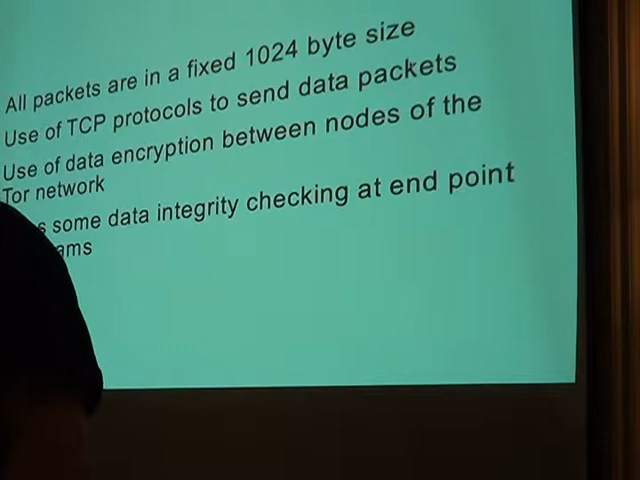 All packets are in a fixed 1024 byte size
Use of TCP protocols to send data packets
Use of data encryption between nodes of the
Tor network
some data integrity checking at end point